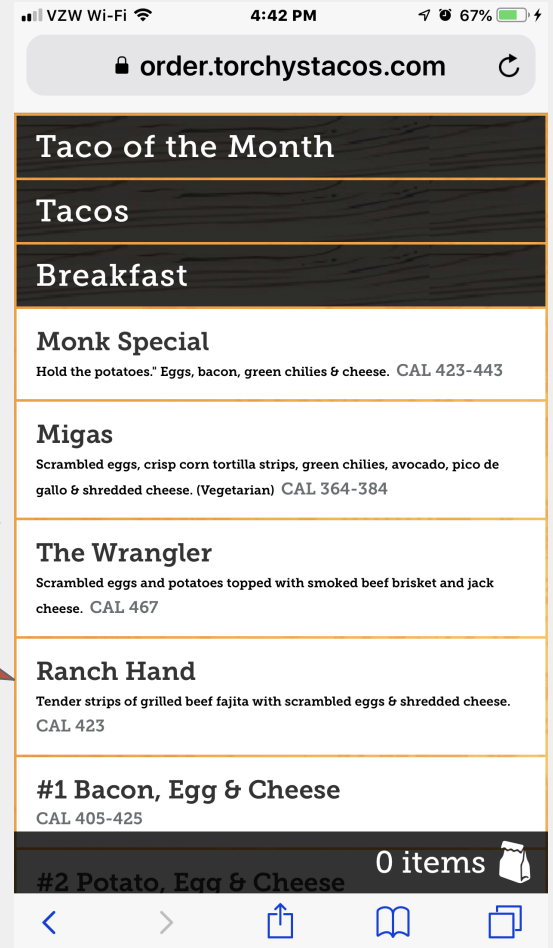 VZW Wi-Fi 4:42 PM 67%
order.torchystacos.com
Taco of the Month
Tacos
Breakfast
Monk Special
Hold the potatoes." Eggs, bacon, green chilies & cheese. CAL 423-443
Migas
Scrambled eggs, crisp corn tortilla strips, green chilies, avocado, pico de
gallo & shredded cheese. (Vegetarian) CAL 364-384
The Wrangler
Scrambled eggs and potatoes topped with smoked beef brisket and jack
cheese. CAL 467
Ranch Hand
Tender strips of grilled beef fajita with scrambled eggs & shredded cheese.
CAL 423
#1 Bacon, Egg & Cheese
CAL 405-425
0 items
#2 Potato, Egg & Cheese